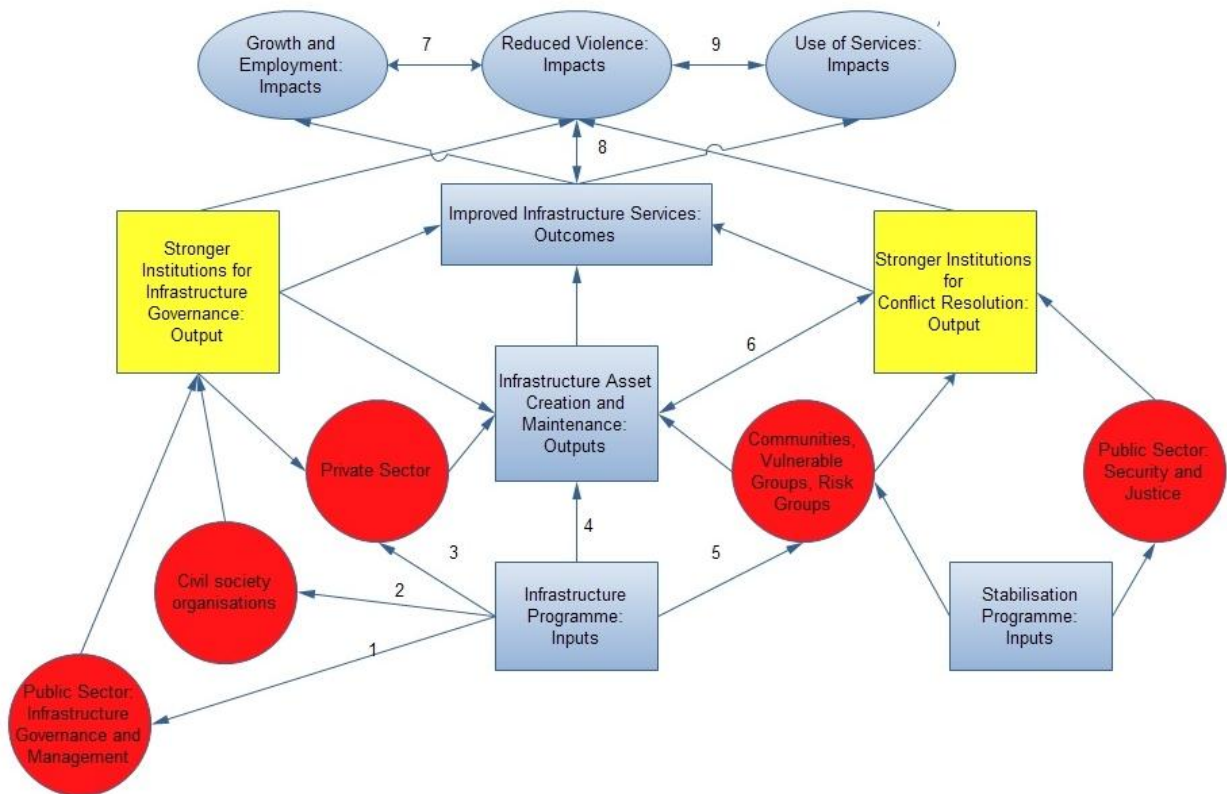 Growth and
Employment:
Impacts
7
Reduced Violence:
Impacts
9
Use of Services:
Impacts
8
Improved Infrastructure Services:
Outcomes
Stronger
Institutions for
Infrastructure
Governance:
Output
Stronger Institutions
for
Conflict Resolution:
Output
6
Infrastructure Asset
Creation and
Maintenance:
Outputs
Private Sector
Communities,
Vulnerable
Groups, Risk
Groups
Public Sector:
Security and
Justice
4
3
5
2
1
Civil society
organisations
Infrastructure
Programme:
Inputs
Stabilisation
Programme:
Inputs
Public Sector:
Infrastructure
Governance and
Management